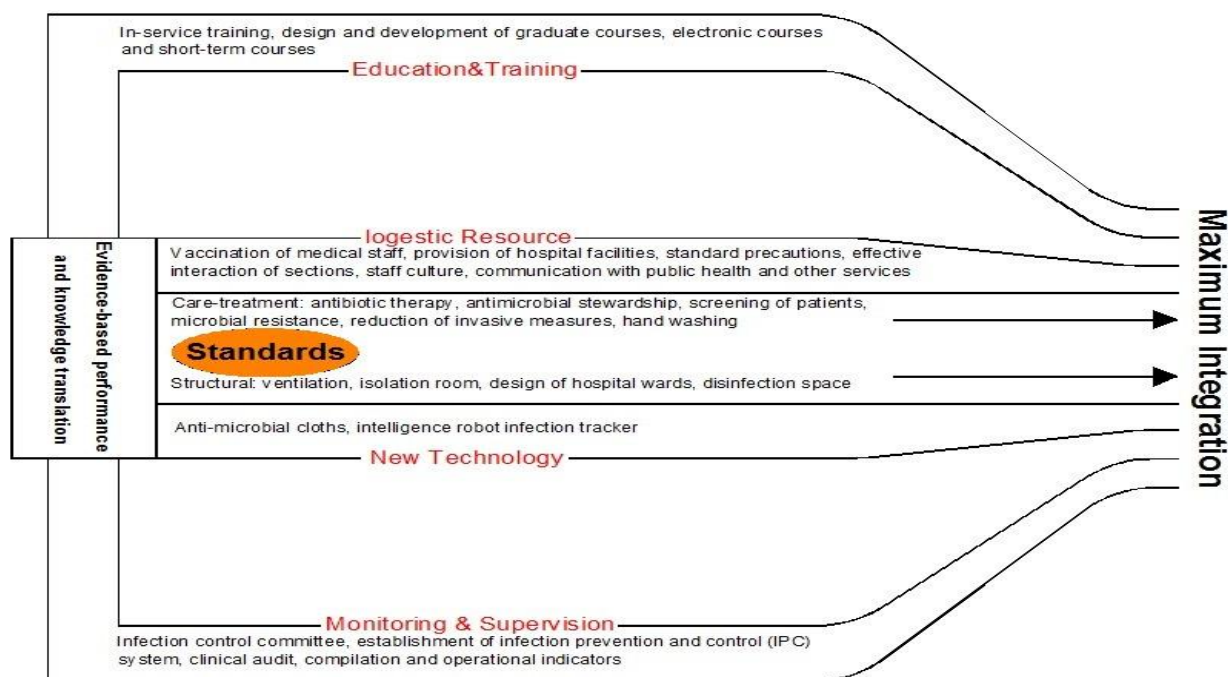 In-service training, design and development of graduate courses, electronic courses
and short-term courses
Education&Training
logestic Resource
Vaccination of medical staff, provision of hospital facilities, standard precautions, effective
interaction of sections, staff culture, communication with public health and other services
Evidence-based performance
and knowledge translation
Care-treatment: antibiotic therapy, antimicrobial stewardship, screening of patients,
microbial resistance, reduction of invasive measures, hand washing
Standards
Structural: ventilation, isolation room, design of hospital wards, disinfection space
Anti-microbial cloths, intelligence robot infection tracker
New Technology
Monitoring & Supervision
Infection control committee, establishment of infection prevention and control (IPC)
system, clinical audit, compilation and operational indicators
Maximum Integration